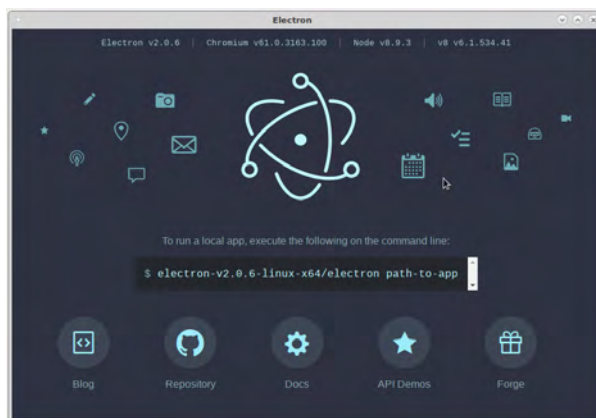 Electron
Electron v2.0.6 | Chromium v61.0.3163.100 | Node v8.9.3 | v8 v6.1.534.41
To run a local app, execute the following on the command line:
$ electron-v2.0.6-linux-x64/electron path-to-app
Blog Repository Docs API Demos Forge